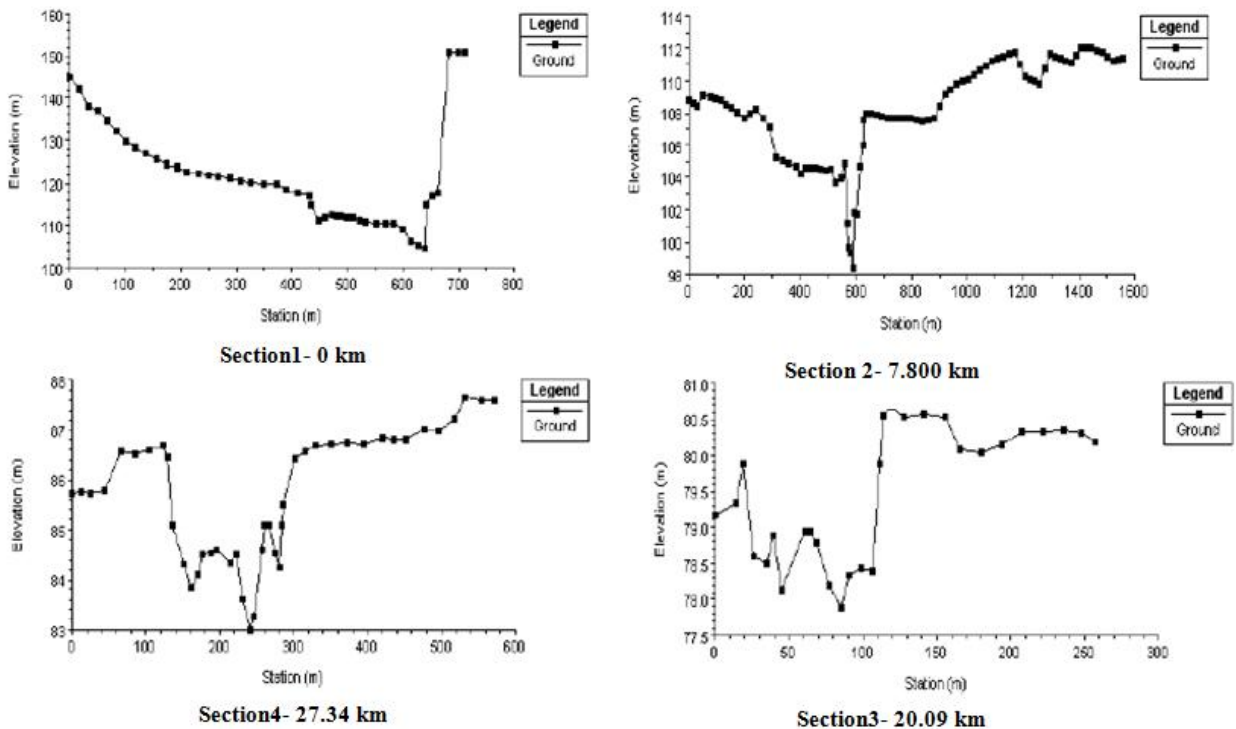 160
150
140
130
120
110
100
0 100 200 300 400 500 600 700 800
Elevation (m)
Station (m)
Legend
Ground
Section1- 0 km
114
112
110
108
106
104
102
100
98
0 200 400 600 800 1000 1200 1400 1600
Elevation (m)
Station (m)
Legend
Ground
Section 2- 7.800 km
88
87
86
85
84
83
0 100 200 300 400 500 600
Elevation (m)
Station (m)
Legend
Ground
Section4- 27.34 km
81.0
80.5
80.0
79.5
79.0
78.5
78.0
77.5
0 50 100 150 200 250 300
Elevation (m)
Station (m)
Legend
Ground
Section3- 20.09 km